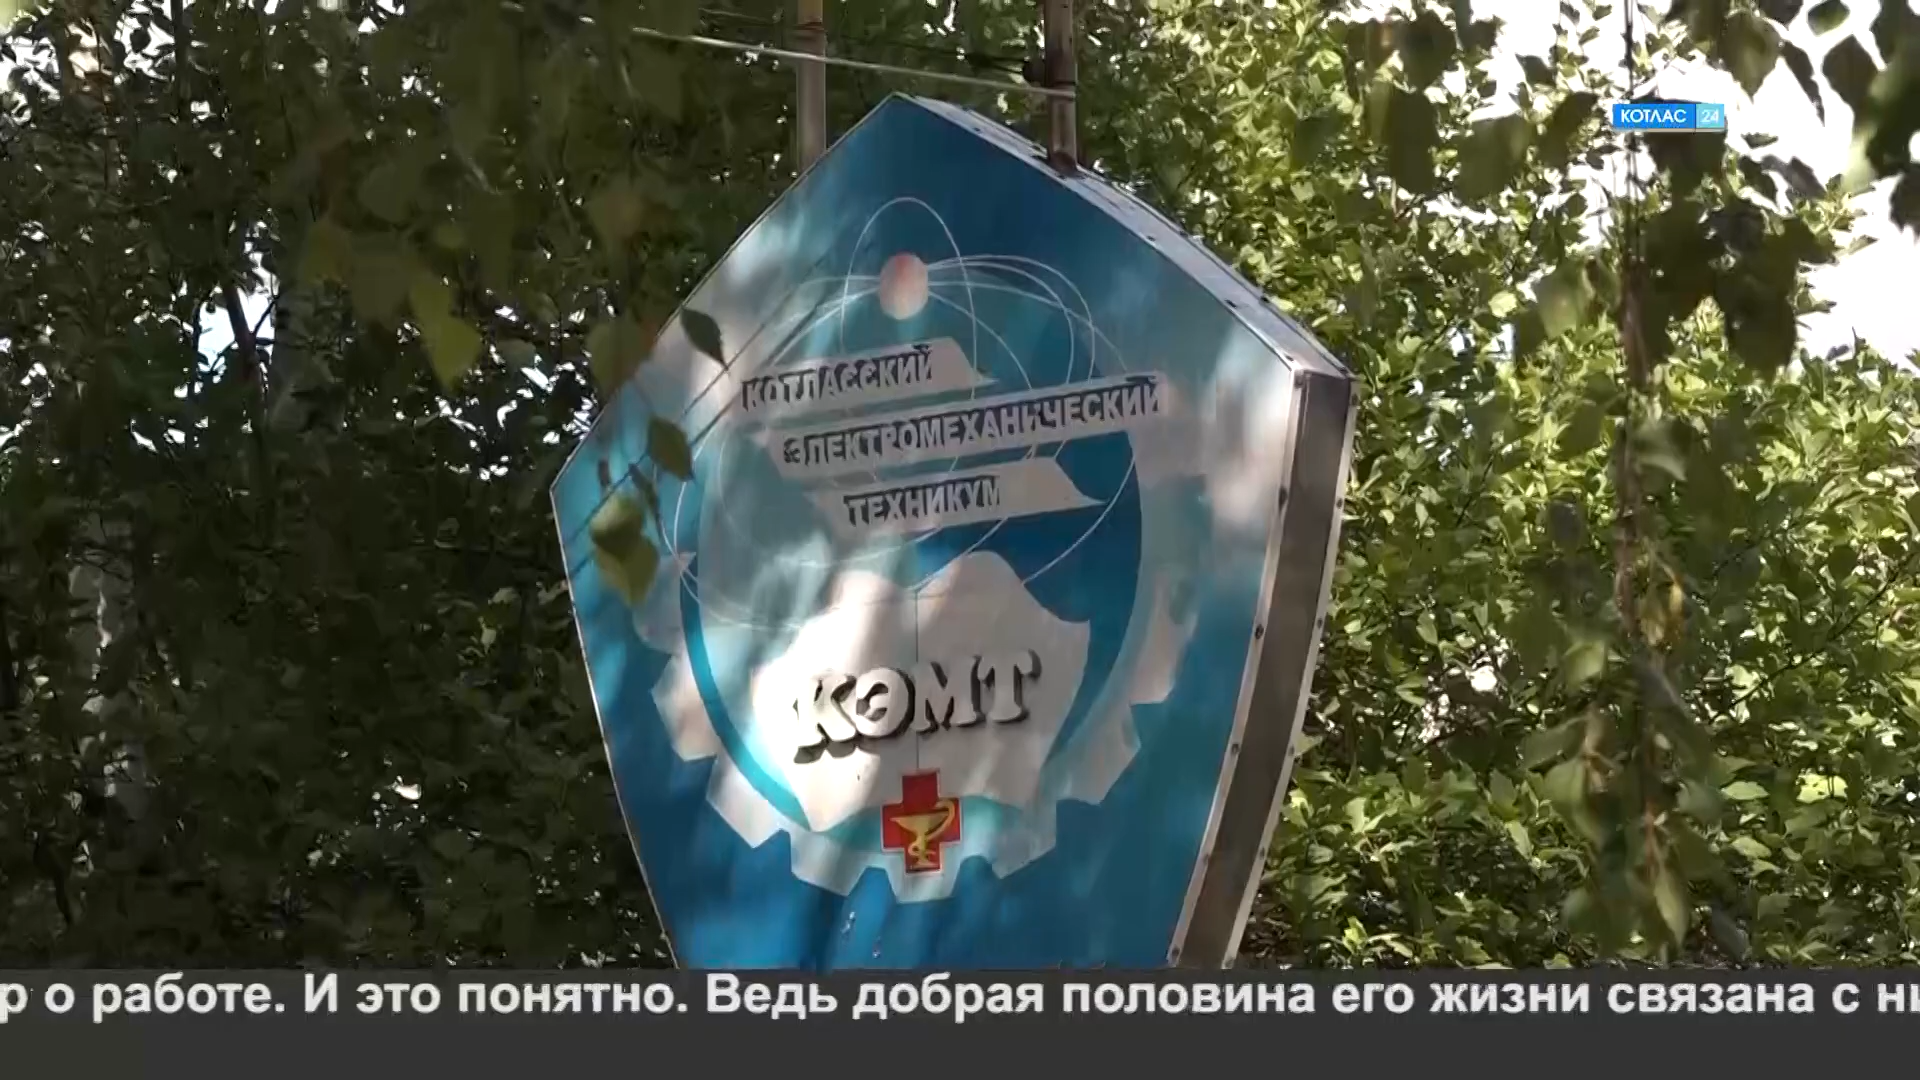 КОТЛАС 24
КОТЛАССКИЙ
ЭЛЕКТРОМЕХАНИЧЕСКИЙ
ТЕХНИКУМ
КЭМТ
р о работе. И это понятно. Ведь добрая половина его жизни связана с